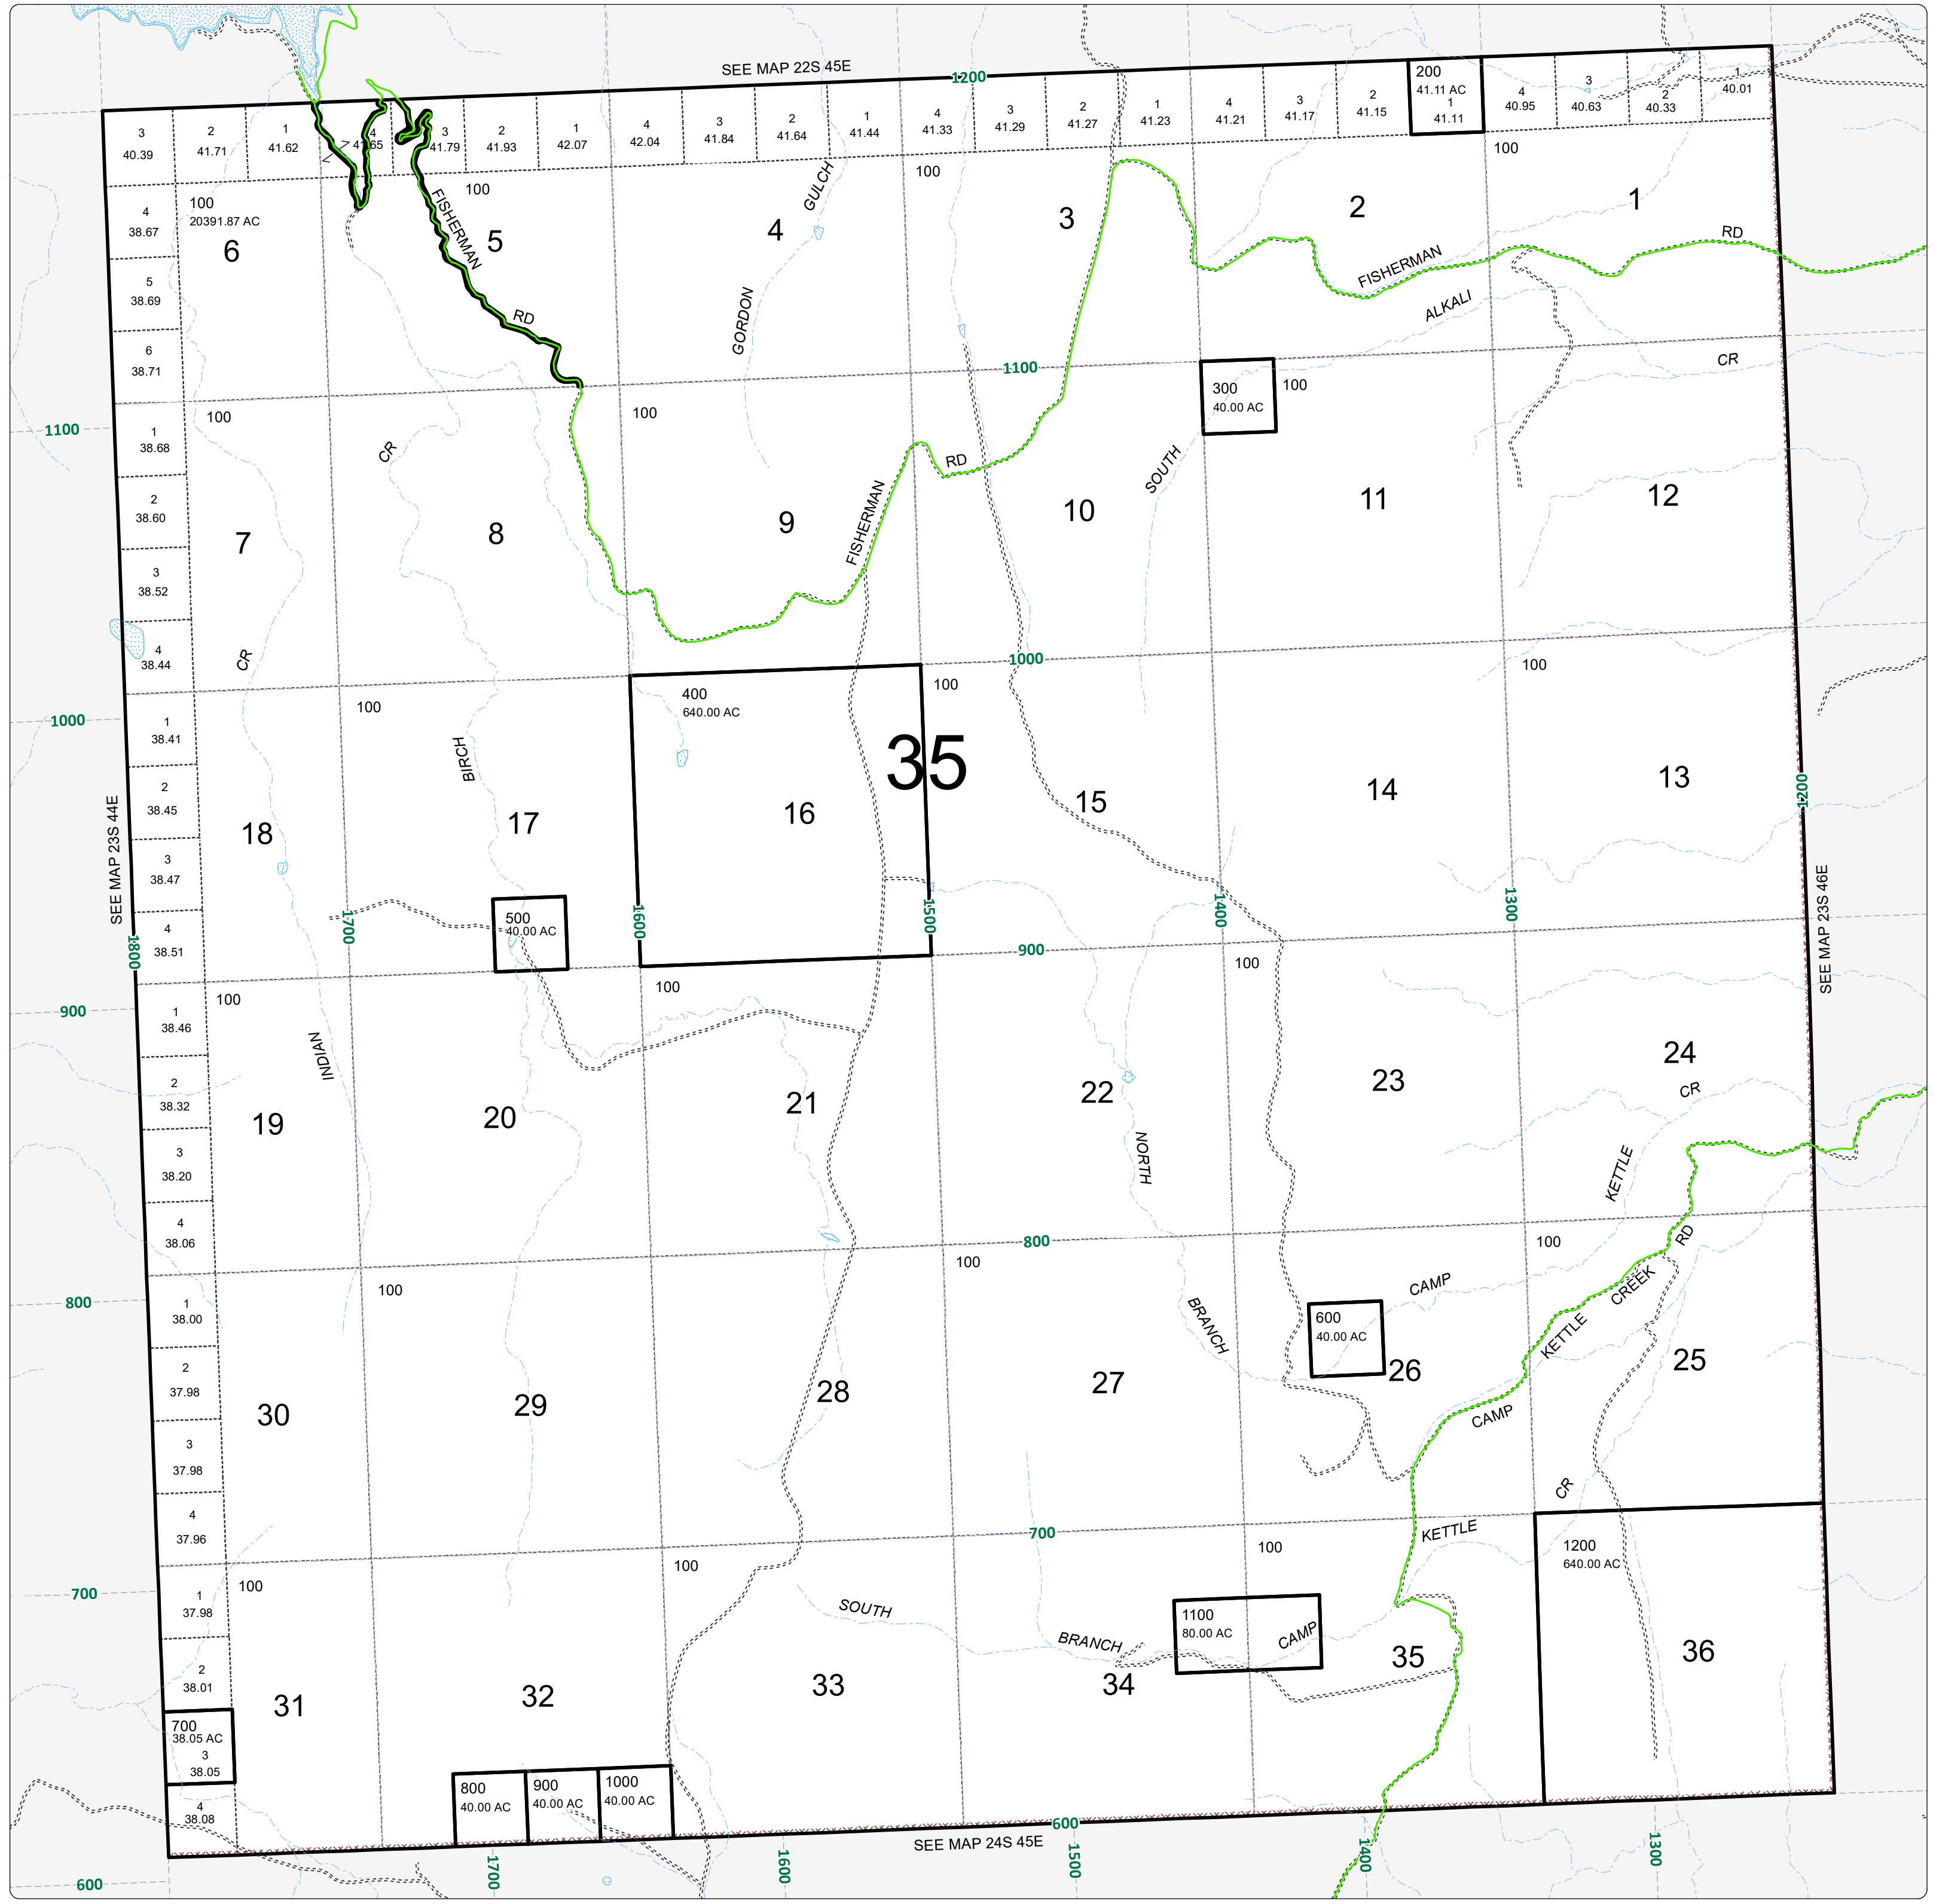 SEE MAP 22S 45E
1200
3 2 1 4 3 2 1 4 3 2 1 4 3 2 1 4 3 2 200 4 3 2 1
41.11 AC
1
40.39 41.71 41.62 41.65 41.79 41.93 42.07 42.04 41.84 41.64 41.44 41.33 41.29 41.27 41.23 41.21 41.17 41.15 41.11 40.95 40.63 40.33 40.01
100 100 100 100
20391.87 AC
4
38.67
6 5 4 3 2 1
FISHERMAN RD
GORDON GULCH
FISHERMAN RD
ALKALI CR
5
38.69
6
38.71
1100
1100
100 100
300
40.00 AC
100
1
38.68
2
38.60
3
38.52
4
38.44
CR
CR
FISHERMAN RD
SOUTH
7 8 9 10 11 12
1000
1000
100
400
640.00 AC
100
100
35
1
38.41
2
38.45
3
38.47
4
38.51
BIRCH
18 17 16 15 14 13
SEE MAP 23S 44E
SEE MAP 23S 46E
500
40.00 AC
1800 1700 1600 1500 1400 1300 1200
900
900
100 100 100
1
38.46
2
38.32
3
38.20
4
38.06
INDIAN
19 20 21 22 23 24
NORTH
KETTLE CR
800
800
100 100 100
KETTLE CREEK RD
CAMP
1
38.00
2
37.98
3
37.98
4
37.96
BRANCH
CAMP
600
40.00 AC
30 29 28 27 26 25
CR
KETTLE
700
700
100 100 100
1200
640.00 AC
1
37.98
2
38.01
SOUTH BRANCH CAMP
1100
80.00 AC
31 32 33 34 35 36
700
38.05 AC
3
38.05
4
38.08
800
40.00 AC
900
40.00 AC
1000
40.00 AC
SEE MAP 24S 45E
600
600
1700 1600 1500 1400 1300